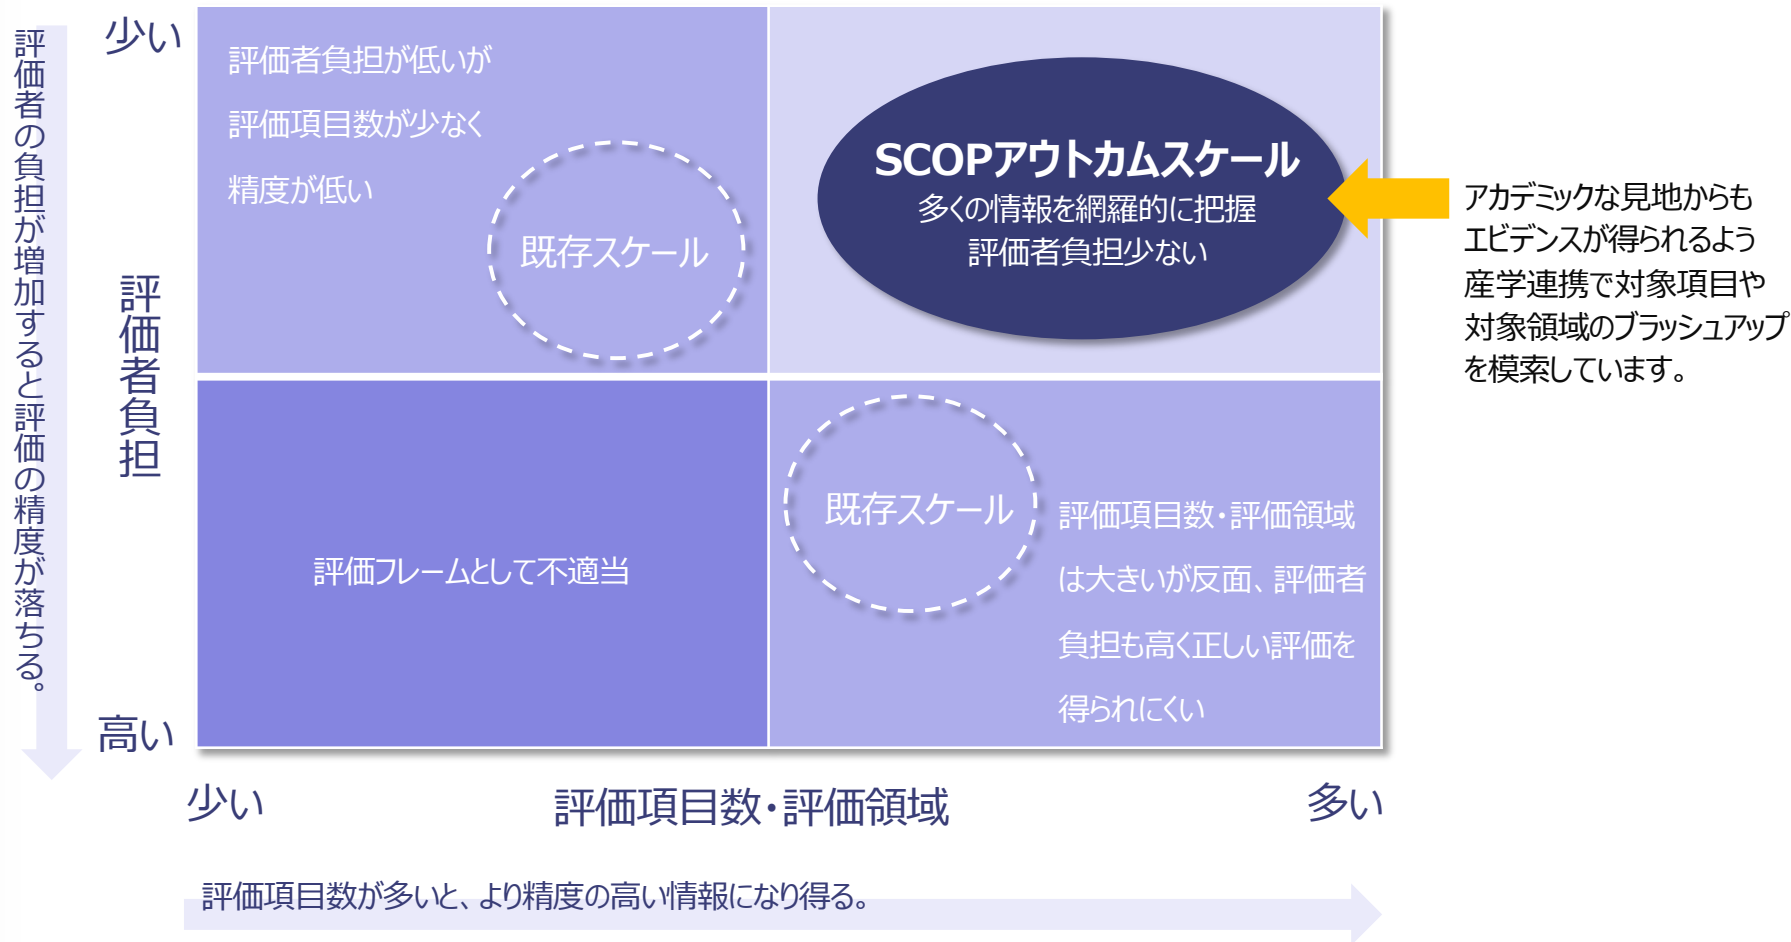 評価者の負担が増加すると評価の精度が落ちる。
少い
評価者負担
高い
評価者負担が低いが
評価項目数が少なく
精度が低い
既存スケール
SCOPアウトカムスケール
多くの情報を網羅的に把握
評価者負担少ない
アカデミックな見地からも
エビデンスが得られるよう
産学連携で対象項目や
対象領域のブラッシュアップ
を模索しています。
評価フレームとして不適当
既存スケール
評価項目数・評価領域
は大きいが反面、評価者
負担も高く正しい評価を
得られにくい
少い
評価項目数・評価領域
多い
評価項目数が多いと、より精度の高い情報になり得る。